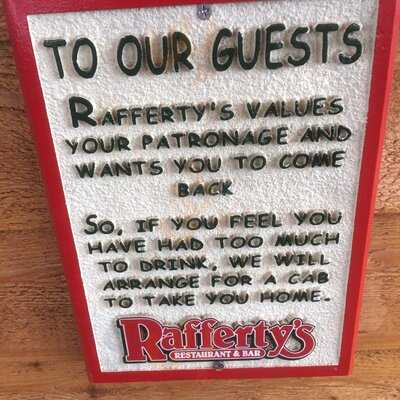 TO OUR GUESTS
RAFFERTY'S VALUES
YOUR PATRONAGE AND
WANTS YOU TO COME
BACK
SO, IF YOU FEEL YOU
HAVE HAD TOO MUCH
TO DRINK, WE WILL
ARRANGE FOR A CAB
TO TAKE YOU HOME.
Rafferty's
RESTAURANT & BAR